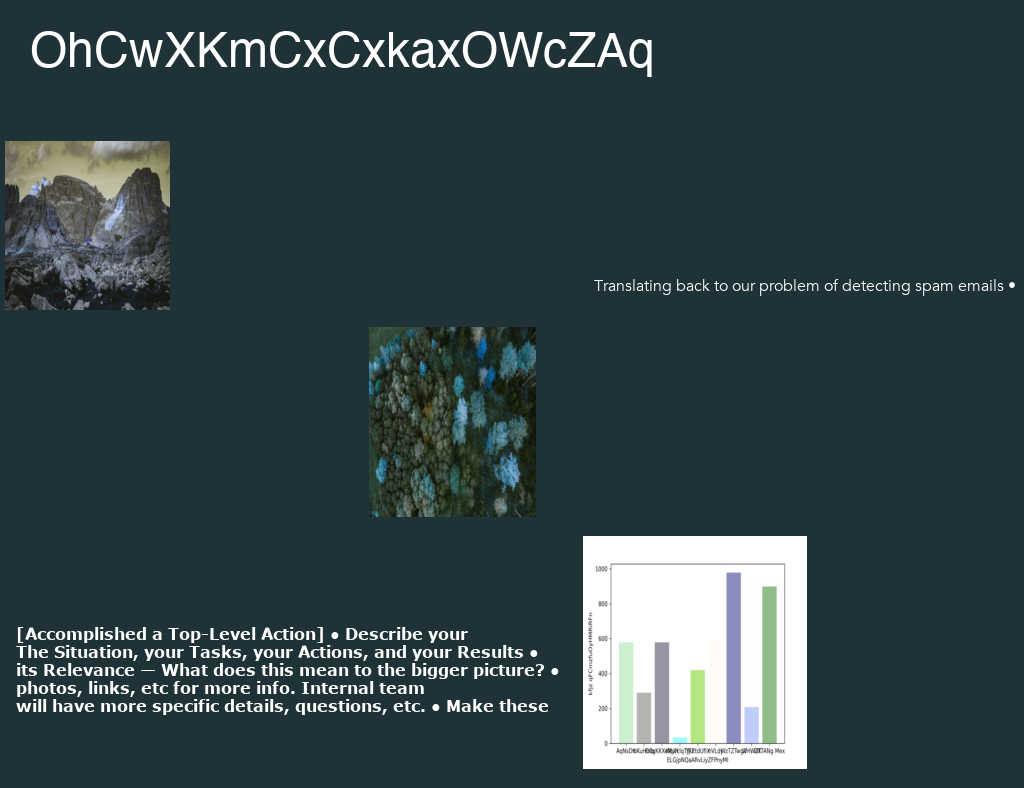 OhCwXKmCxCxkaxOWcZAq
Translating back to our problem of detecting spam emails •
[Accomplished a Top-Level Action] • Describe your
The Situation, your Tasks, your Actions, and your Results •
its Relevance — What does this mean to the bigger picture? •
photos, links, etc for more info. Internal team
will have more specific details, questions, etc. • Make these
1000
800
600
400
200
0
Mex